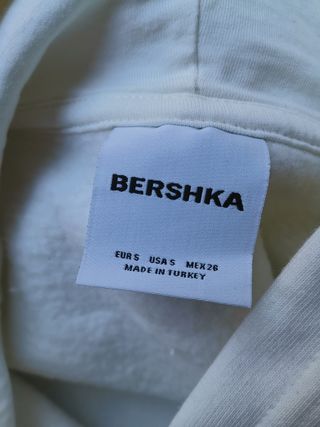 BERSHKA
EUR S USA S MEX 26
MADE IN TURKEY